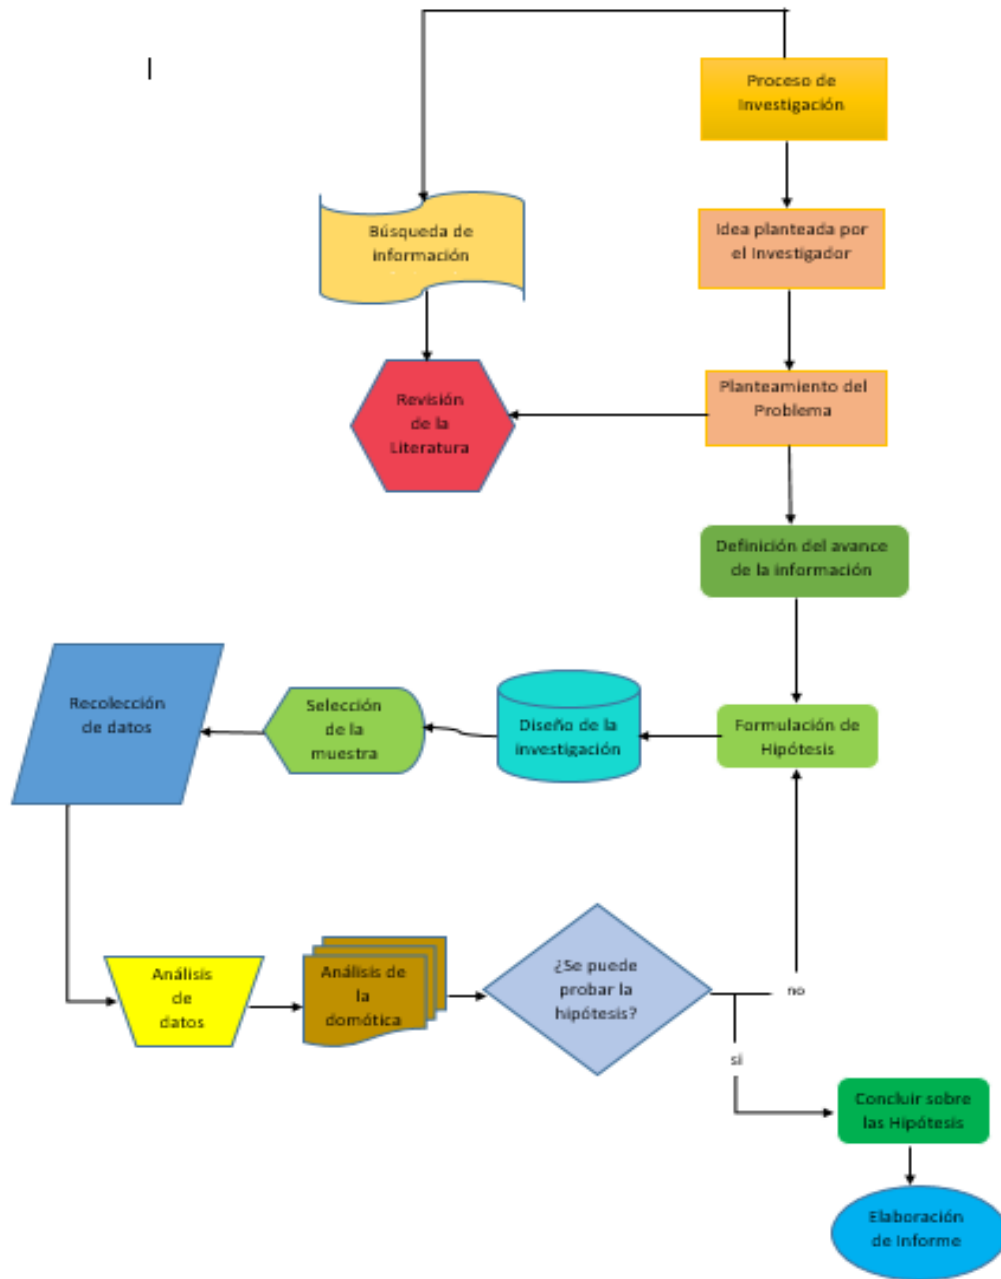 Proceso de
Investigación
Búsqueda de
información
Idea planteada por
el Investigador
Revisión
de la
Literatura
Planteamiento del
Problema
Definición del avance
de la información
Recolección
de datos
Selección
de la
muestra
Diseño de la
investigación
Formulación de
Hipótesis
Análisis
de
datos
Análisis de
la
domótica
¿Se puede
probar la
hipótesis?
no
si
Concluir sobre
las Hipótesis
Elaboración
de Informe